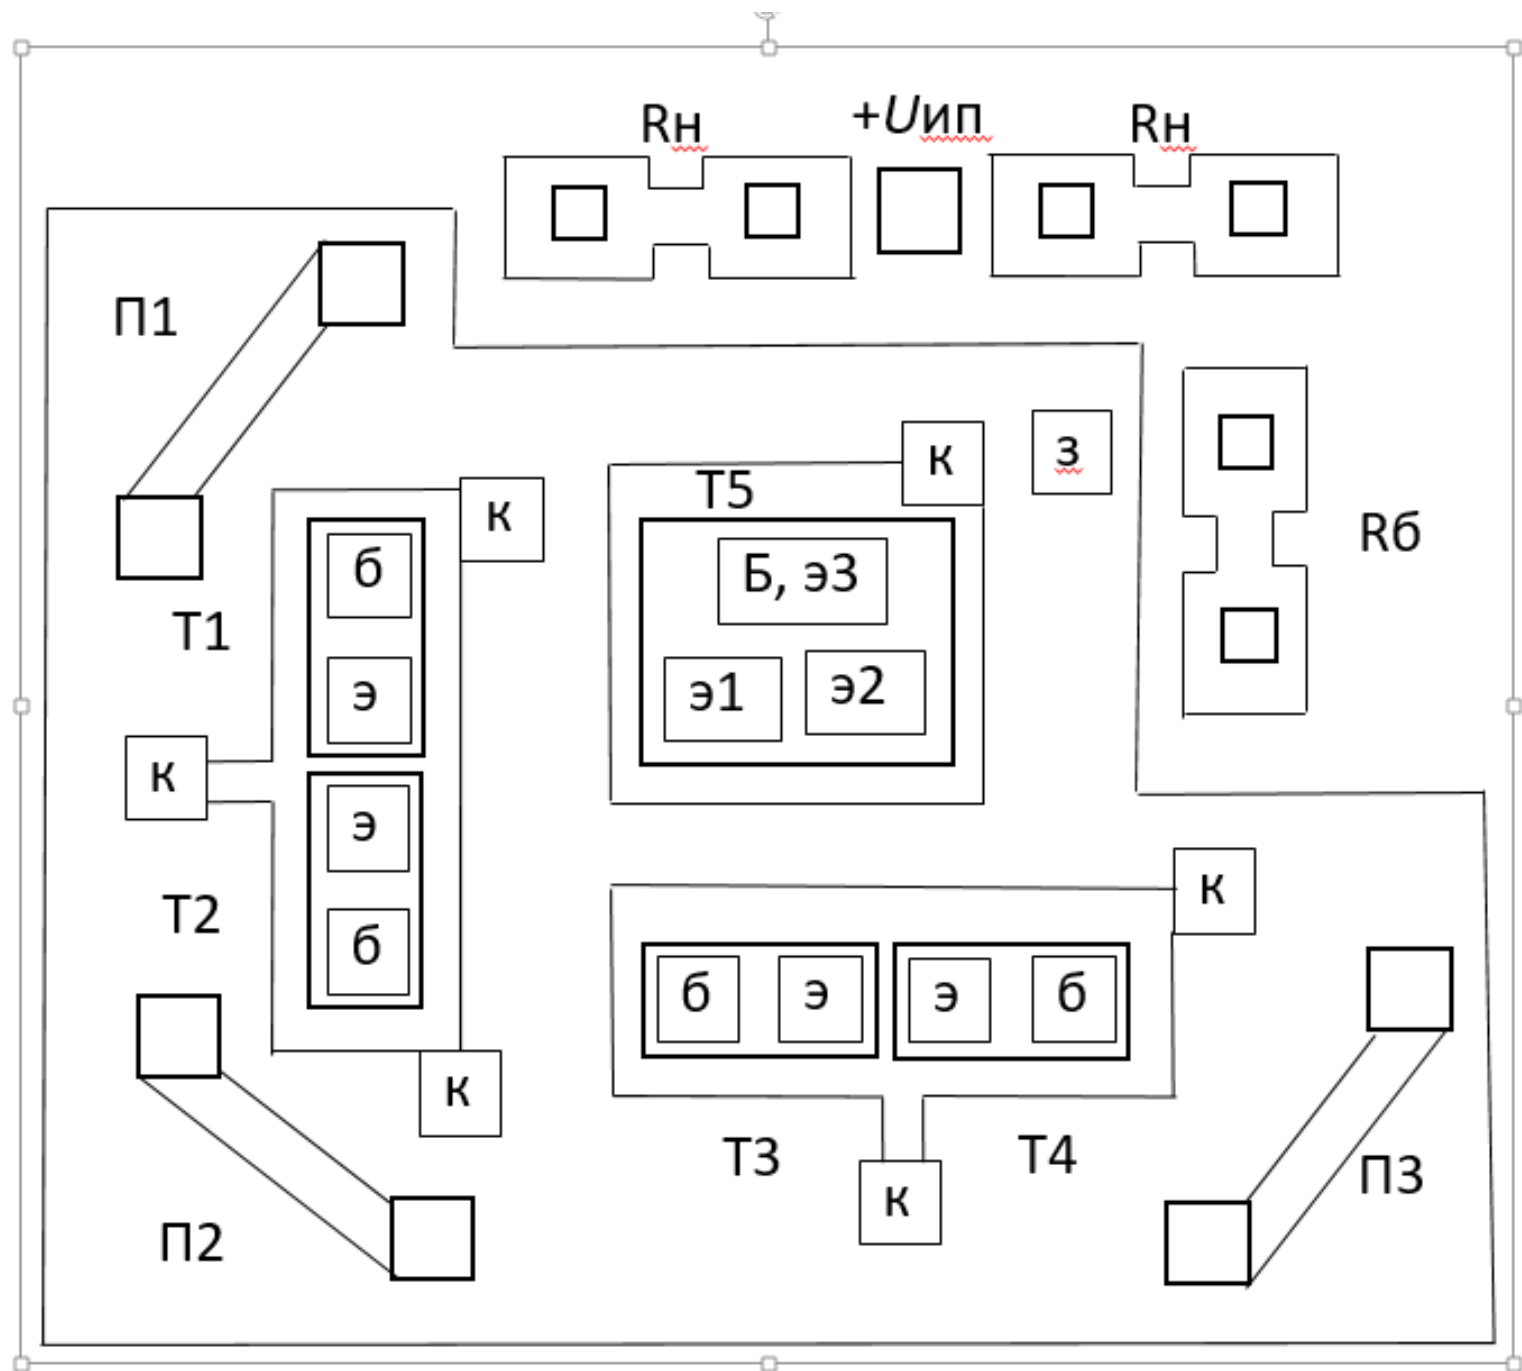 Rн
+Uип
Rн
П1
к
з
Т5
к
Rб
б
Б, э3
Т1
э
э1
э2
к
э
к
Т2
б
б
э
э
б
к
Т3
Т4
П3
к
П2